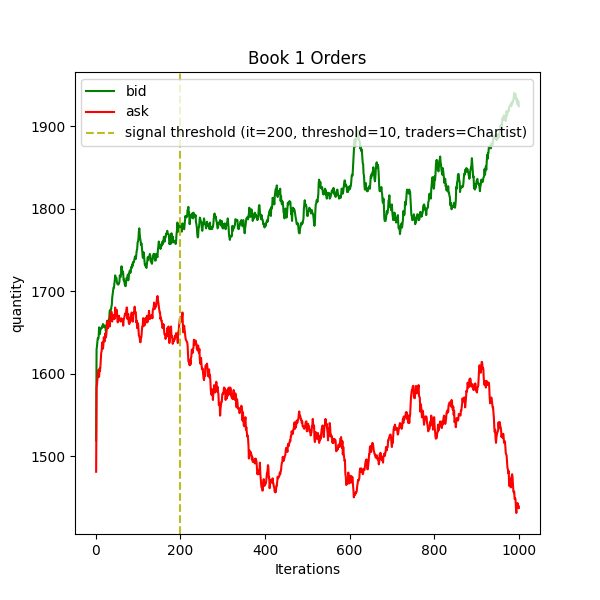 Book 1 Orders
bid
ask
signal threshold (it=200, threshold=10, traders=Chartist)
1900
1800
1700
1600
1500
quantity
0 200 400 600 800 1000
Iterations